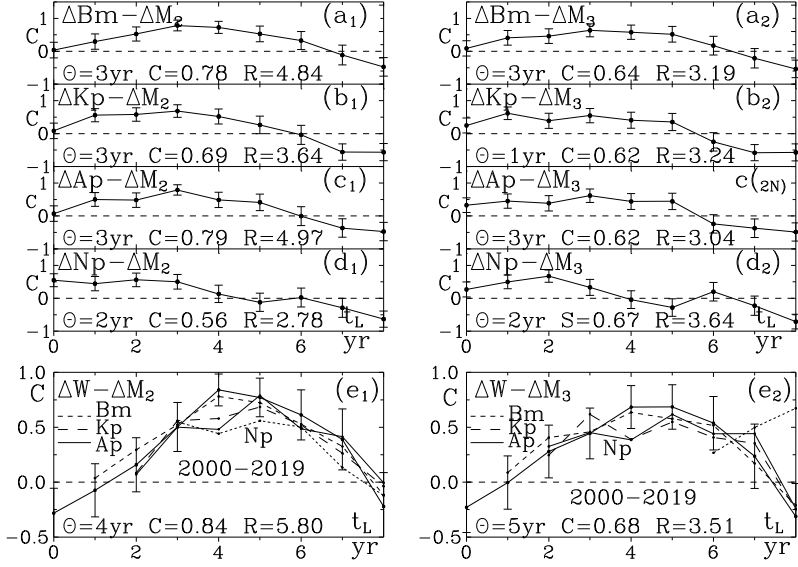 ΔBm−ΔM₂ (a₁)
C 1
0
Θ=3yr C=0.78 R=4.84
−1
ΔKp−ΔM₂ (b₁)
C 1
0
Θ=3yr C=0.69 R=3.64
−1
ΔAp−ΔM₂ (c₁)
C 1
0
Θ=3yr C=0.79 R=4.97
−1
ΔNp−ΔM₂ (d₁)
C 1
0
Θ=2yr C=0.56 R=2.78 t_L
−1
0 2 4 6 yr
ΔBm−ΔM₃ (a₂)
C 1
0
Θ=3yr C=0.64 R=3.19
−1
ΔKp−ΔM₃ (b₂)
C 1
0
Θ=1yr C=0.62 R=3.24
−1
ΔAp−ΔM₃ c(₂N)
C 1
0
Θ=3yr C=0.62 R=3.04
−1
ΔNp−ΔM₃ (d₂)
C 1
0
Θ=2yr S=0.67 R=3.64 t_L
−1
0 2 4 6 yr
1.0
C ΔW−ΔM₂ (e₁)
Bm
Kp
0.5
Ap
Np
2000−2019
0.0
Θ=4yr C=0.84 R=5.80 t_L
−0.5
0 2 4 6 yr
1.0
C ΔW−ΔM₃ (e₂)
Bm
Kp
0.5
Ap
Np
0.0
2000−2019
Θ=5yr C=0.68 R=3.51 t_L
−0.5
0 2 4 6 yr